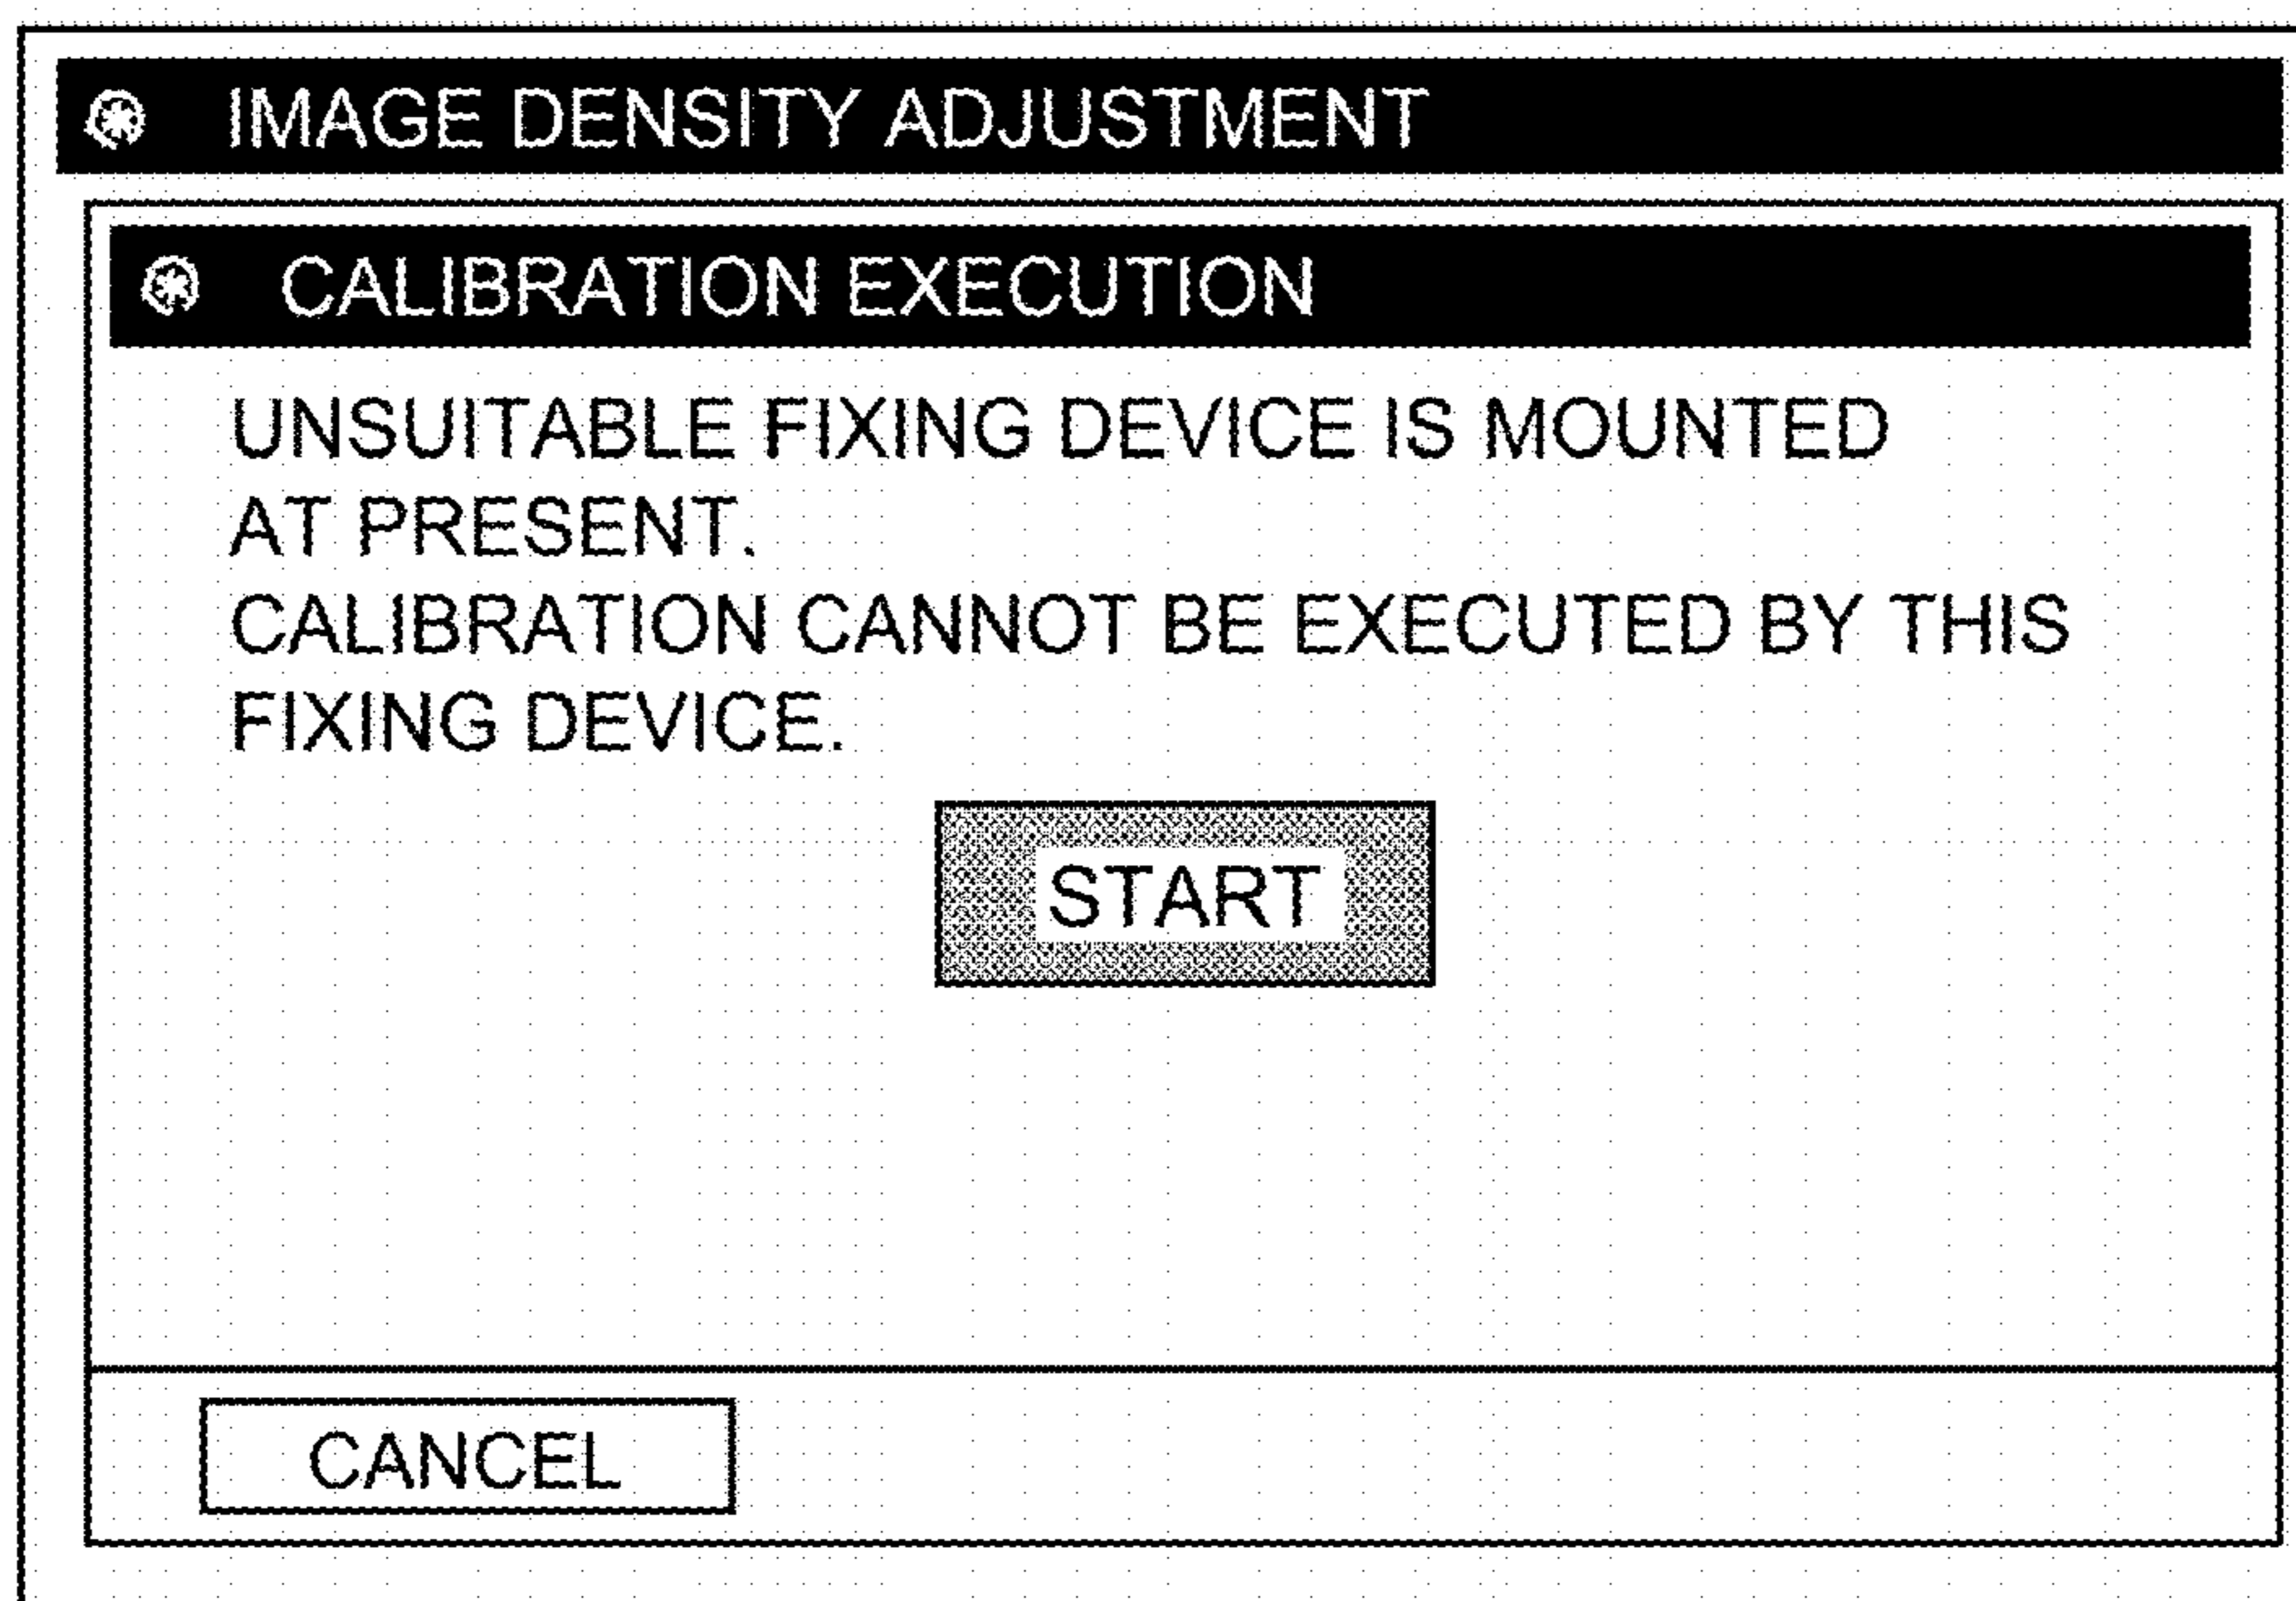 IMAGE DENSITY ADJUSTMENT
CALIBRATION EXECUTION
UNSUITABLE FIXING DEVICE IS MOUNTED
AT PRESENT.
CALIBRATION CANNOT BE EXECUTED BY THIS
FIXING DEVICE.
START
CANCEL